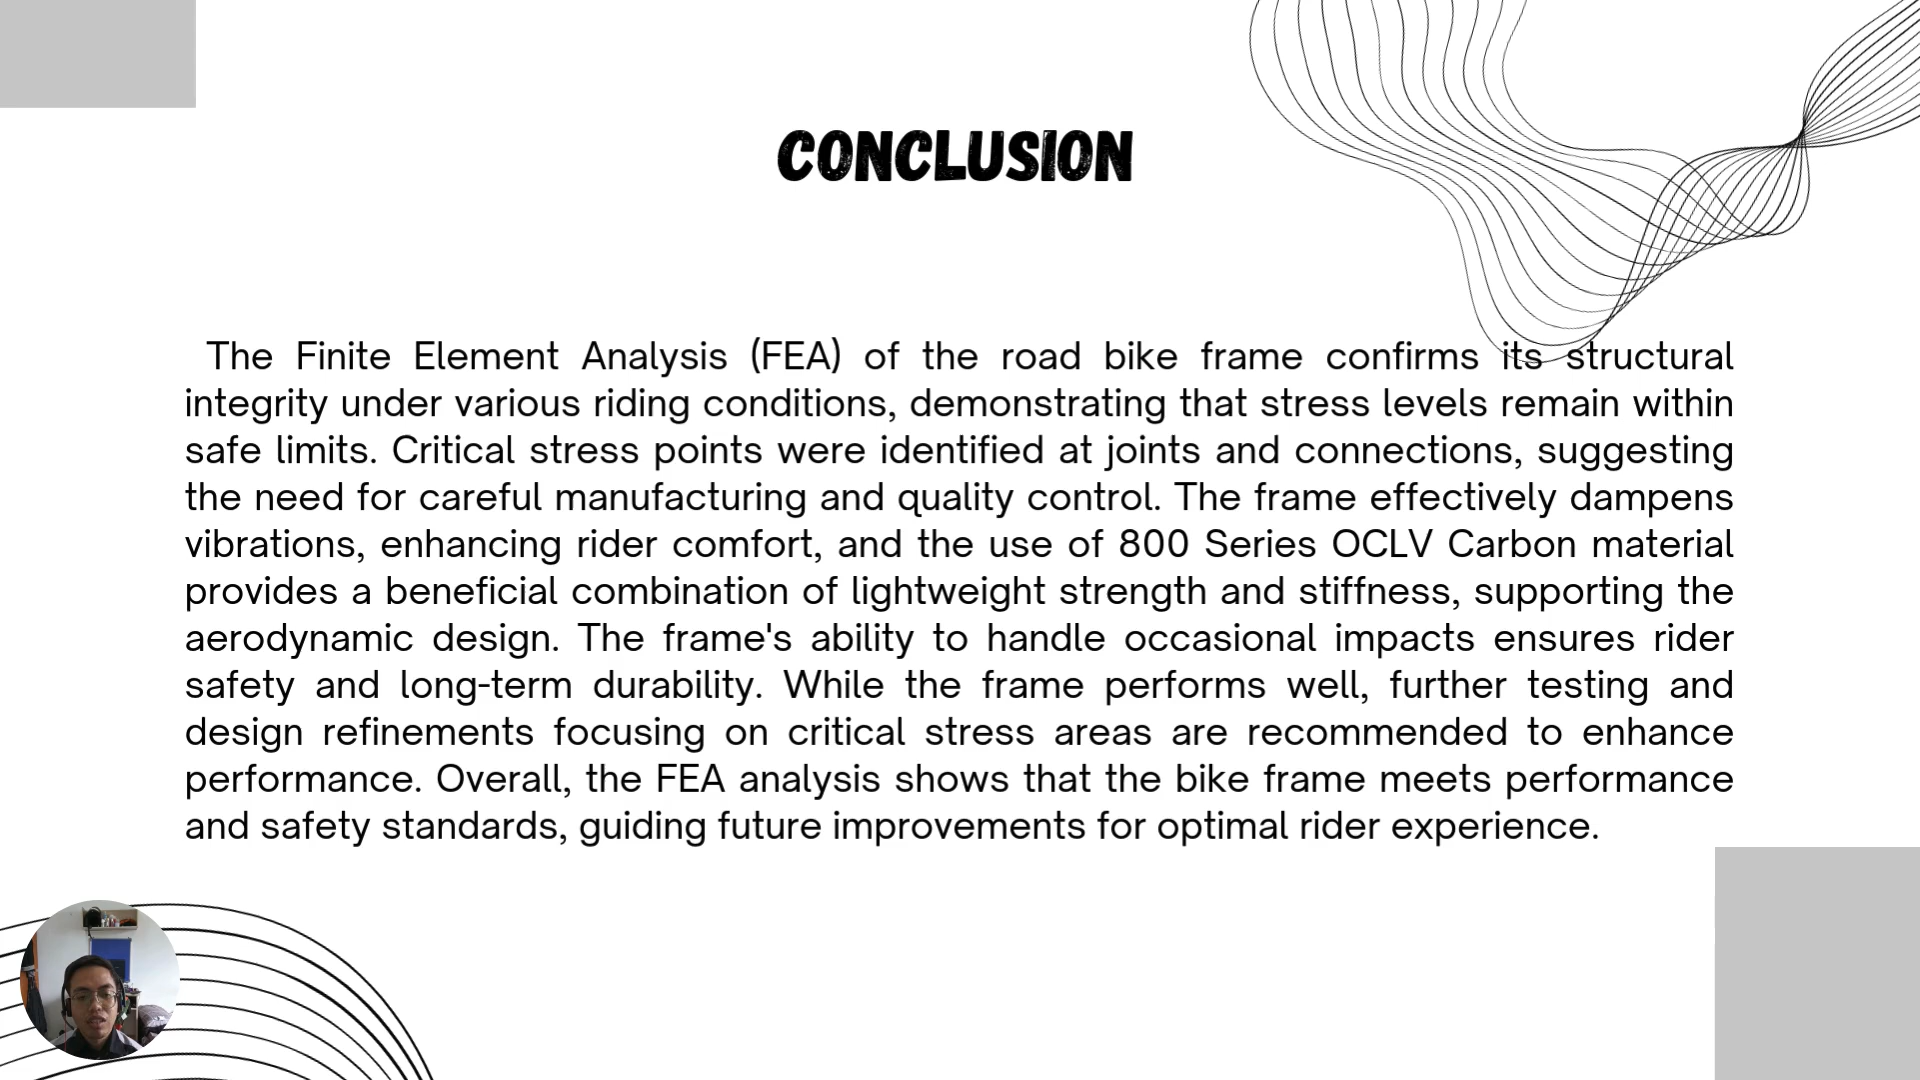 CONCLUSION
The Finite Element Analysis (FEA) of the road bike frame confirms its structural
integrity under various riding conditions, demonstrating that stress levels remain within
safe limits. Critical stress points were identified at joints and connections, suggesting
the need for careful manufacturing and quality control. The frame effectively dampens
vibrations, enhancing rider comfort, and the use of 800 Series OCLV Carbon material
provides a beneficial combination of lightweight strength and stiffness, supporting the
aerodynamic design. The frame's ability to handle occasional impacts ensures rider
safety and long-term durability. While the frame performs well, further testing and
design refinements focusing on critical stress areas are recommended to enhance
performance. Overall, the FEA analysis shows that the bike frame meets performance
and safety standards, guiding future improvements for optimal rider experience.